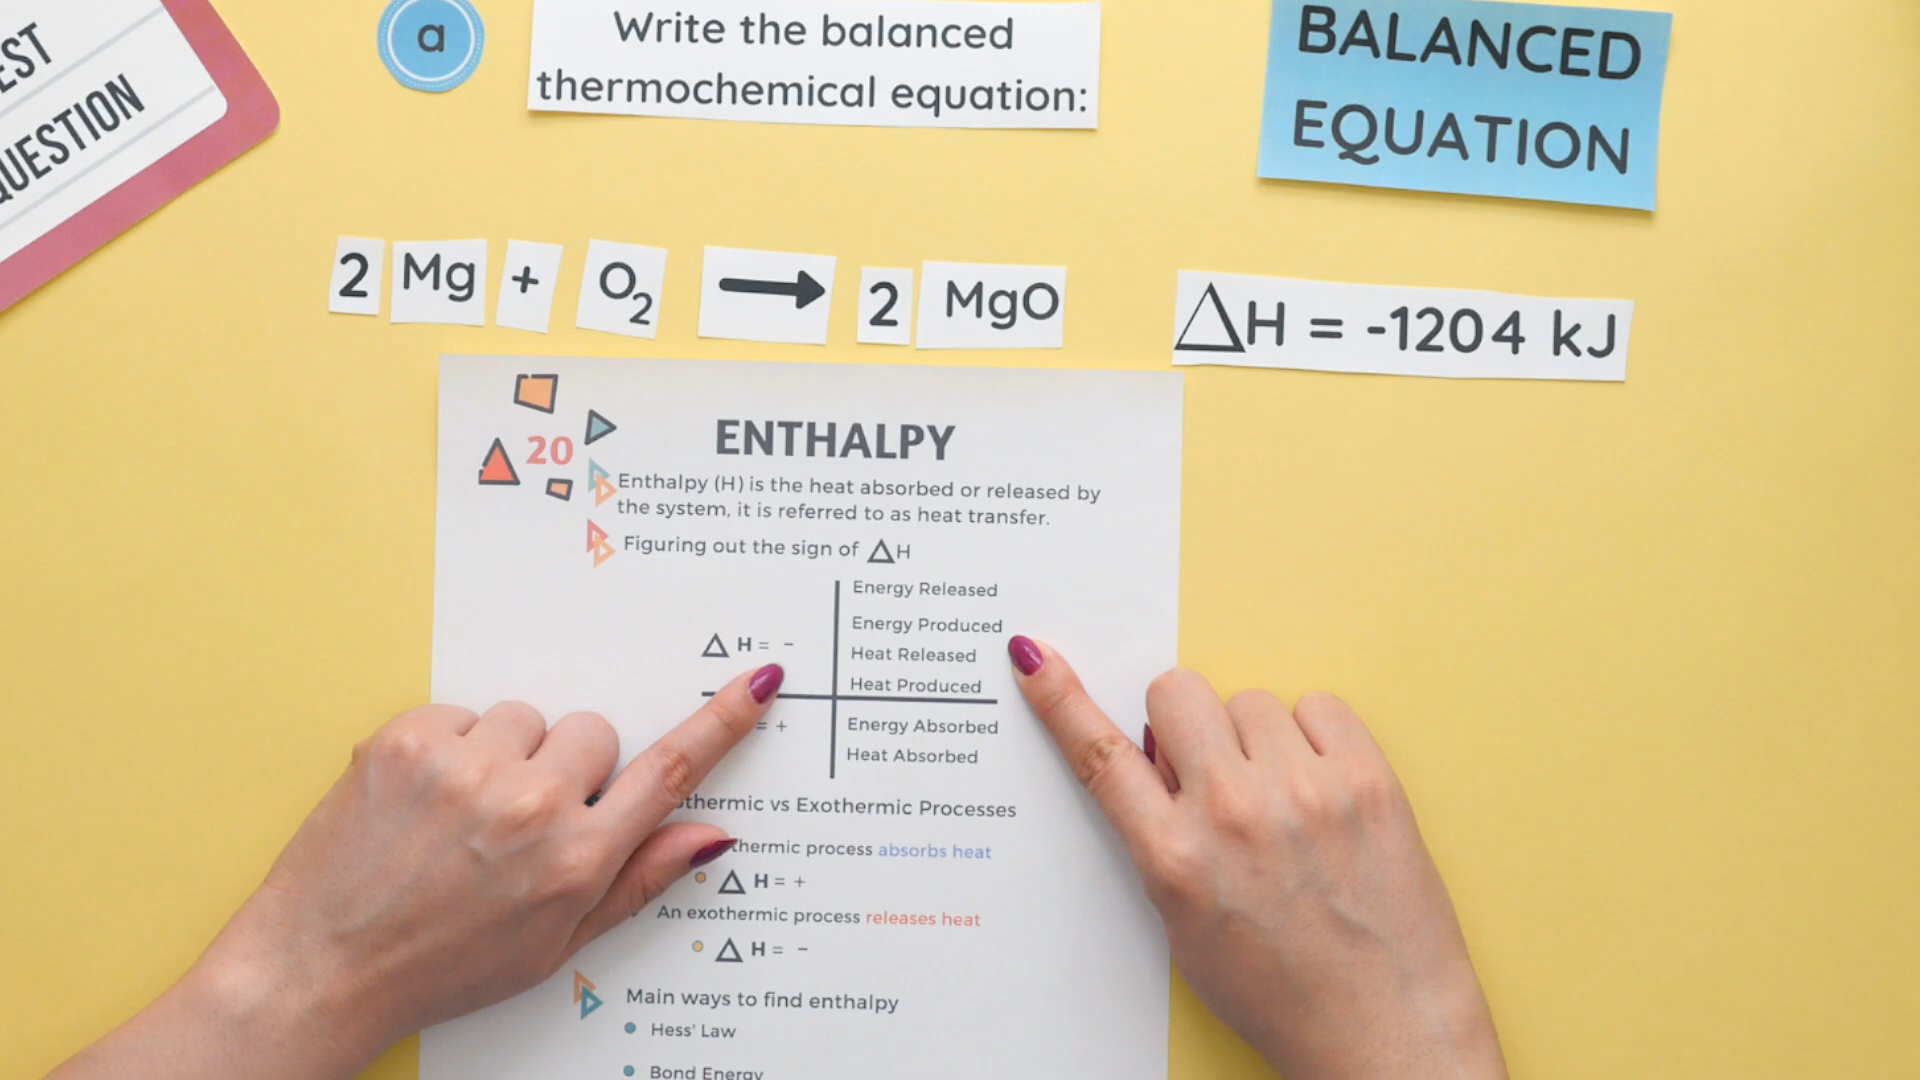 EST
QUESTION
a
Write the balanced
thermochemical equation:
BALANCED
EQUATION
2 Mg + O₂ → 2 MgO ΔH = -1204 kJ
20
ENTHALPY
Enthalpy (H) is the heat absorbed or released by
the system, it is referred to as heat transfer.
Figuring out the sign of ΔH
Energy Released
Energy Produced
ΔH = -
Heat Released
Heat Produced
= +
Energy Absorbed
Heat Absorbed
othermic vs Exothermic Processes
thermic process absorbs heat
ΔH = +
An exothermic process releases heat
ΔH = -
Main ways to find enthalpy
Hess' Law
Bond Energy